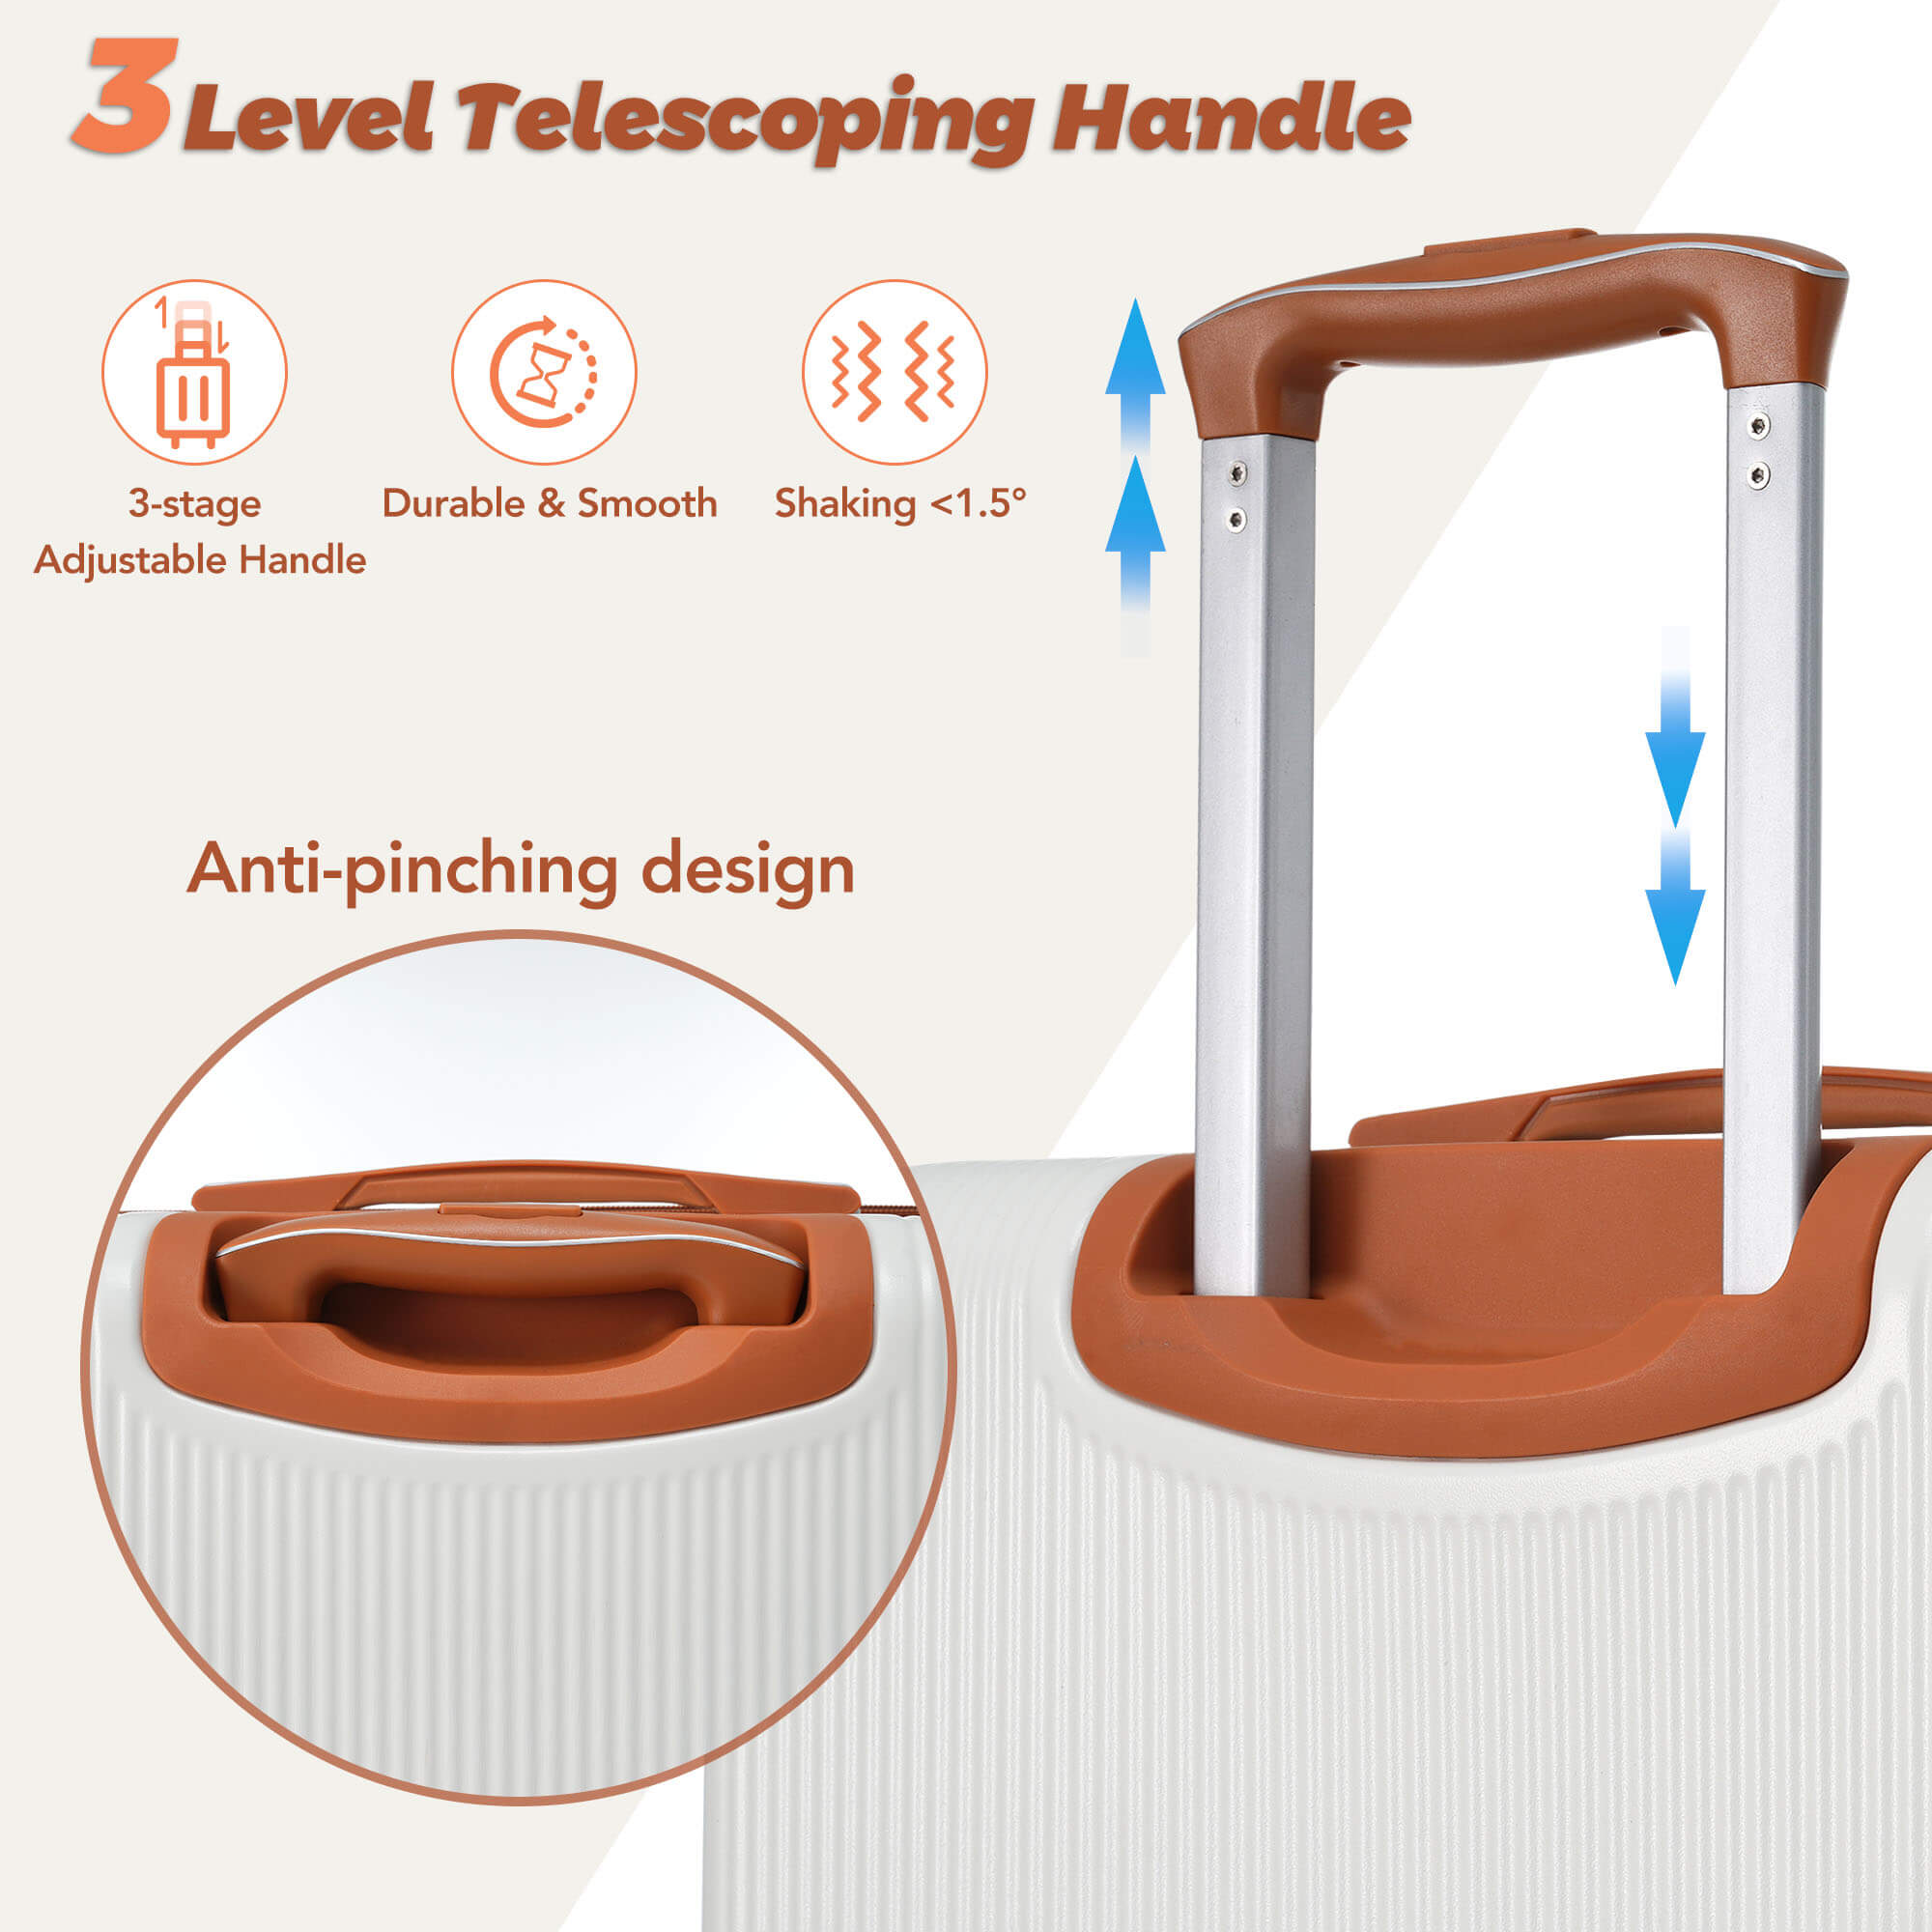 3 Level Telescoping Handle
3-stage
Adjustable Handle
Durable & Smooth
Shaking <1.5°
Anti-pinching design